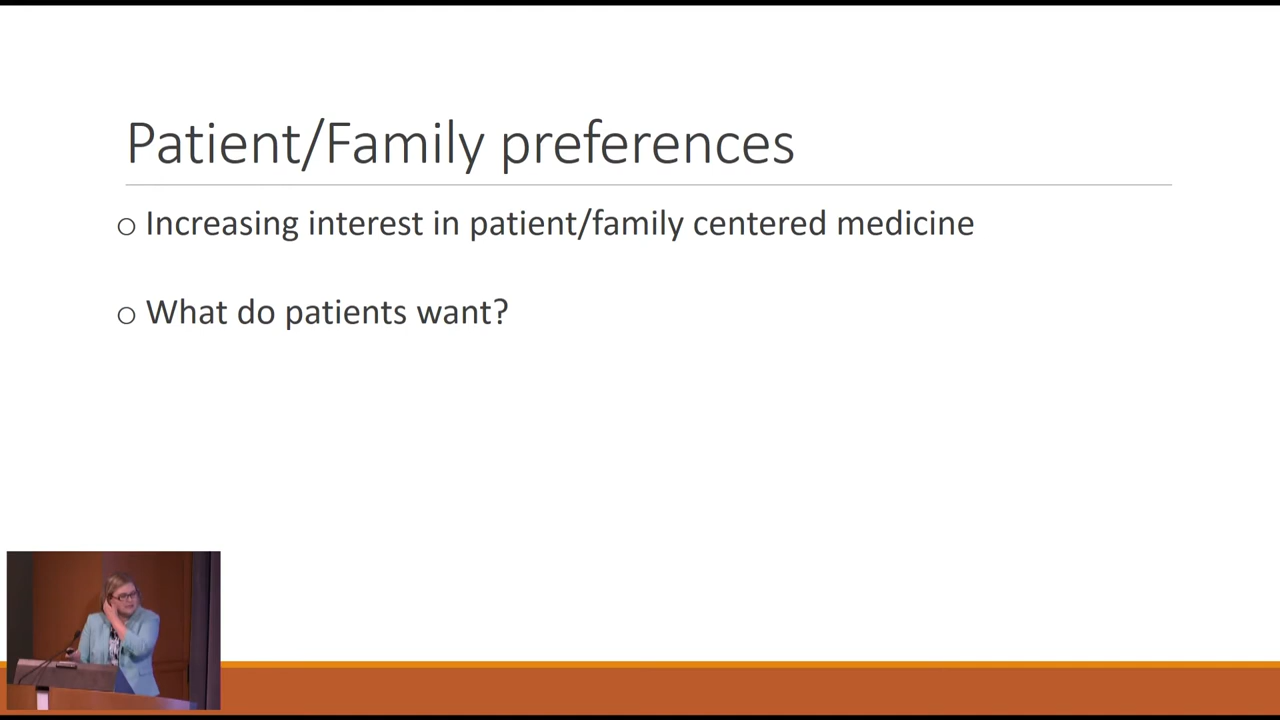 Patient/Family preferences
o Increasing interest in patient/family centered medicine
o What do patients want?